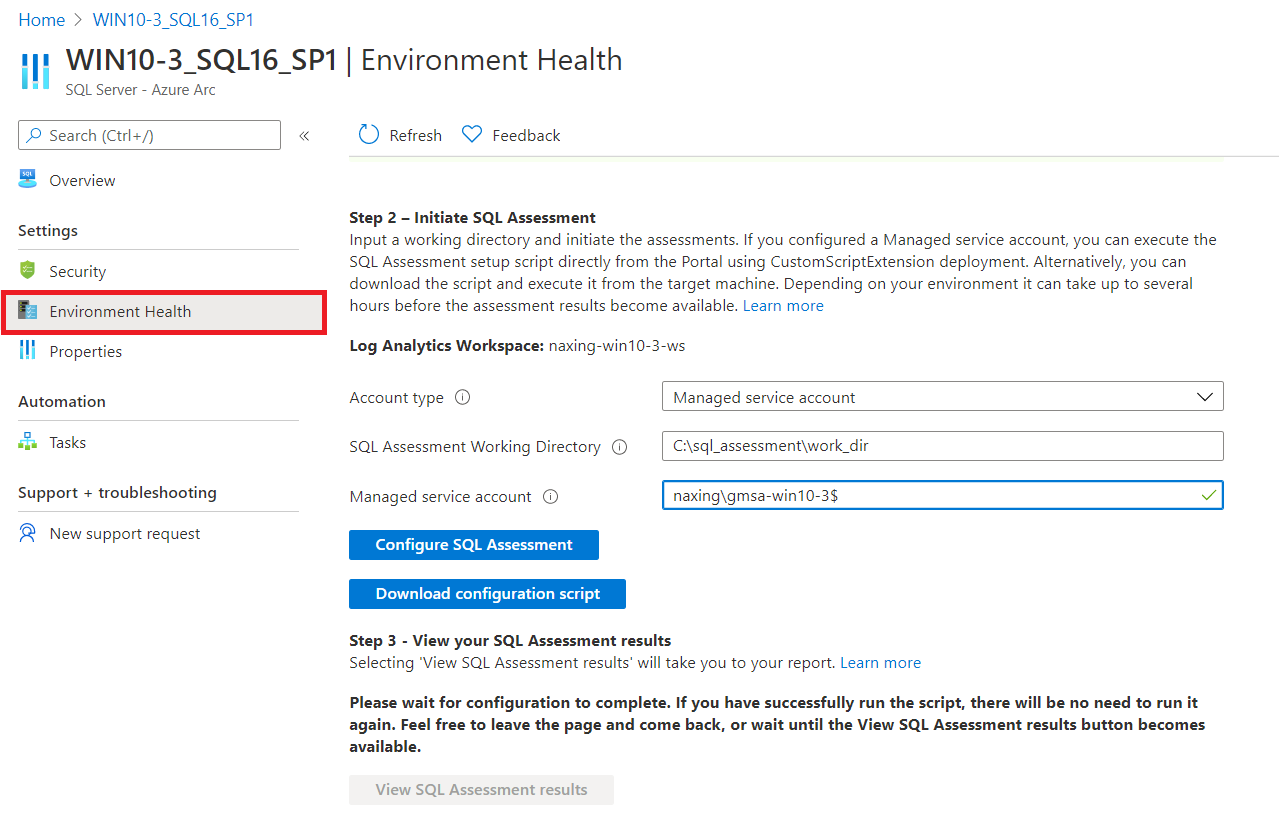 Home > WIN10-3_SQL16_SP1
WIN10-3_SQL16_SP1 | Environment Health
SQL Server - Azure Arc
Search (Ctrl+/)
«
Refresh
Feedback
SQL
Overview
Settings
Security
Environment Health
Properties
Automation
Tasks
Support + troubleshooting
New support request
Step 2 – Initiate SQL Assessment
Input a working directory and initiate the assessments. If you configured a Managed service account, you can execute the
SQL Assessment setup script directly from the Portal using CustomScriptExtension deployment. Alternatively, you can
download the script and execute it from the target machine. Depending on your environment it can take up to several
hours before the assessment results become available. Learn more
Log Analytics Workspace: naxing-win10-3-ws
Account type
Managed service account
SQL Assessment Working Directory
C:\sql_assessment\work_dir
Managed service account
naxing\gmsa-win10-3$
Configure SQL Assessment
Download configuration script
Step 3 - View your SQL Assessment results
Selecting 'View SQL Assessment results' will take you to your report. Learn more
Please wait for configuration to complete. If you have successfully run the script, there will be no need to run it
again. Feel free to leave the page and come back, or wait until the View SQL Assessment results button becomes
available.
View SQL Assessment results